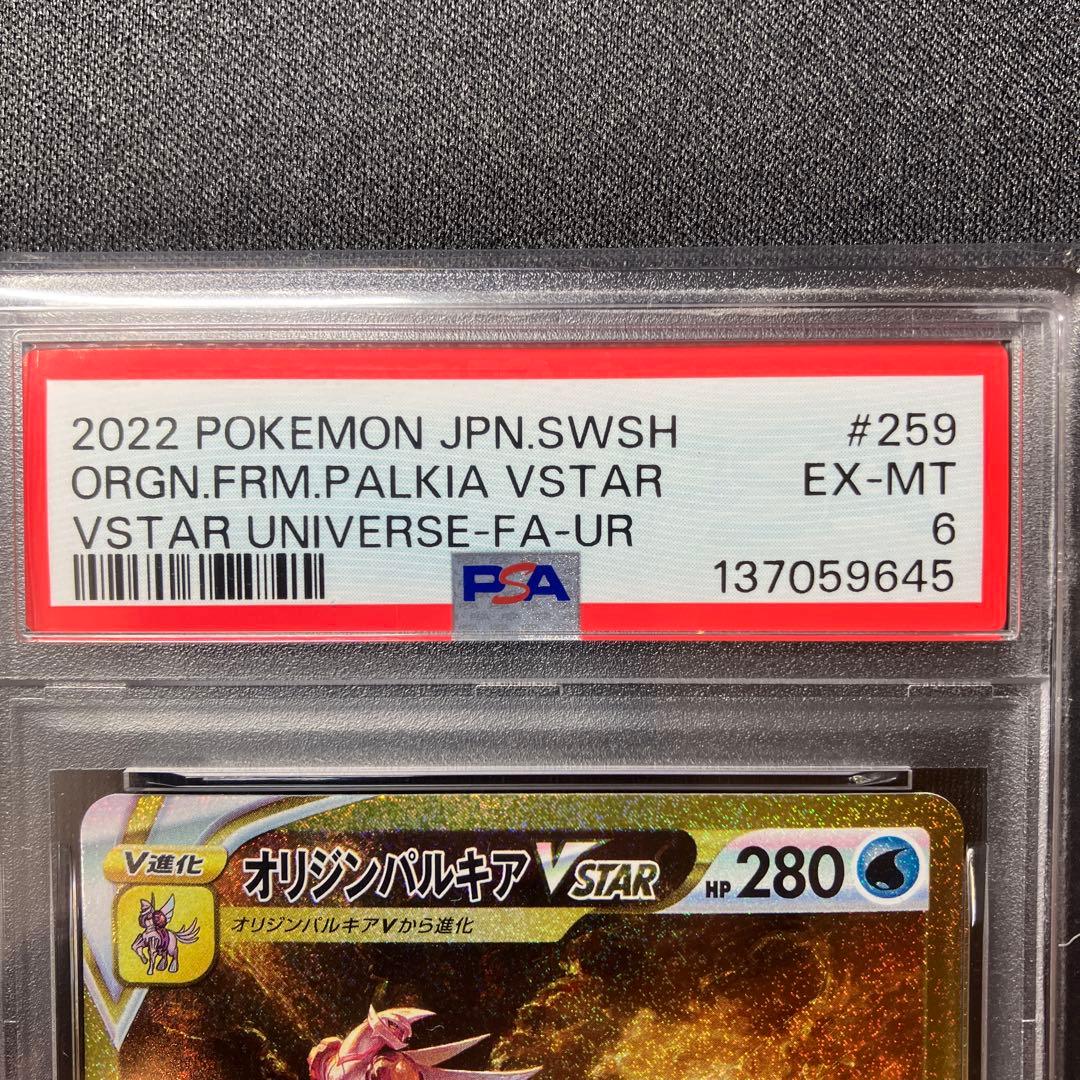 2022 POKEMON JPN.SWSH #259
ORGN.FRM.PALKIA VSTAR EX-MT
VSTAR UNIVERSE-FA-UR 6
PSA 137059645
V進化 オリジンパルキア VSTAR HP 280
オリジンパルキアVから進化